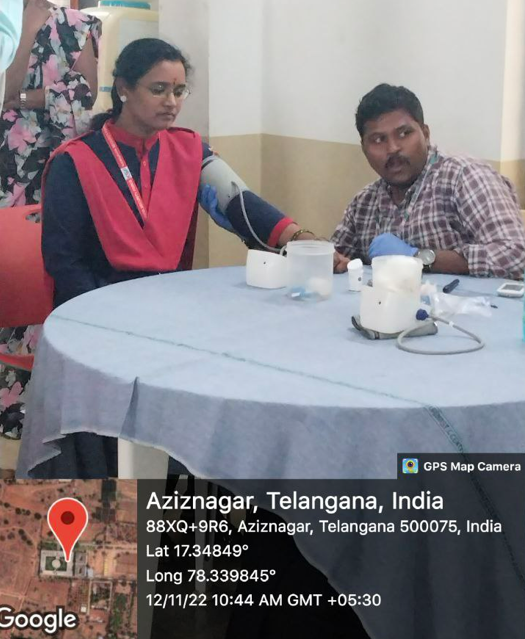 GPS Map Camera
Aziznagar, Telangana, India
88XQ+9R6, Aziznagar, Telangana 500075, India
Lat 17.34849°
Long 78.339845°
12/11/22 10:44 AM GMT +05:30
Google